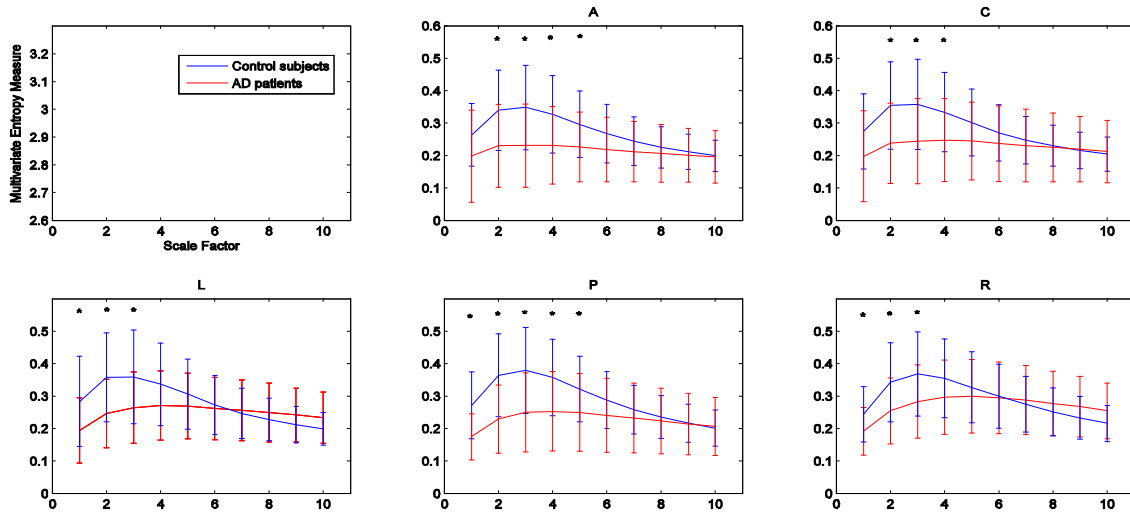 3.3
3.2
3.1
3
2.9
2.8
2.7
2.6
0 2 4 6 8 10
Multivariate Entropy Measure
Scale Factor
Control subjects
AD patients
A
0.6
0.5
0.4
0.3
0.2
0.1
0
0 2 4 6 8 10
* * * *
C
0.6
0.5
0.4
0.3
0.2
0.1
0
0 2 4 6 8 10
* * *
L
0.5
0.4
0.3
0.2
0.1
0
0 2 4 6 8 10
* * *
P
0.5
0.4
0.3
0.2
0.1
0
0 2 4 6 8 10
* * * * *
R
0.5
0.4
0.3
0.2
0.1
0
0 2 4 6 8 10
* * *